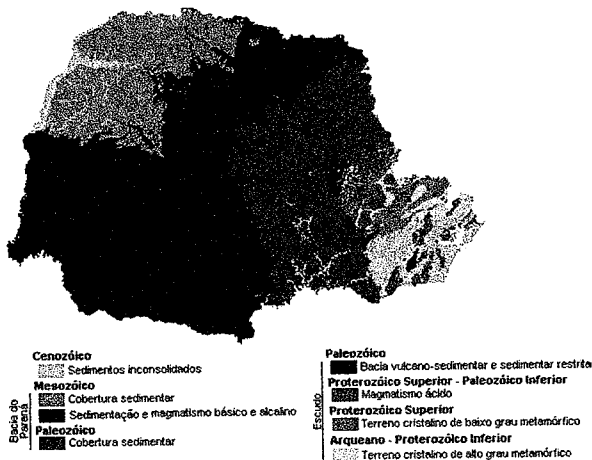 Cenozóico
Sedimentos inconsolidados
Bacia do Paraná
Mesozóico
Cobertura sedimentar
Sedimentação e magmatismo básico e alcalino
Paleozóico
Cobertura sedimentar
Escudo
Paleozóico
Bacia vulcano-sedimentar e sedimentar restrita
Proterozóico Superior - Paleozóico Inferior
Magmatismo ácido
Proterozóico Superior
Terreno cristalino de baixo grau metamórfico
Arqueano - Proterozóico Inferior
Terreno cristalino de alto grau metamórfico